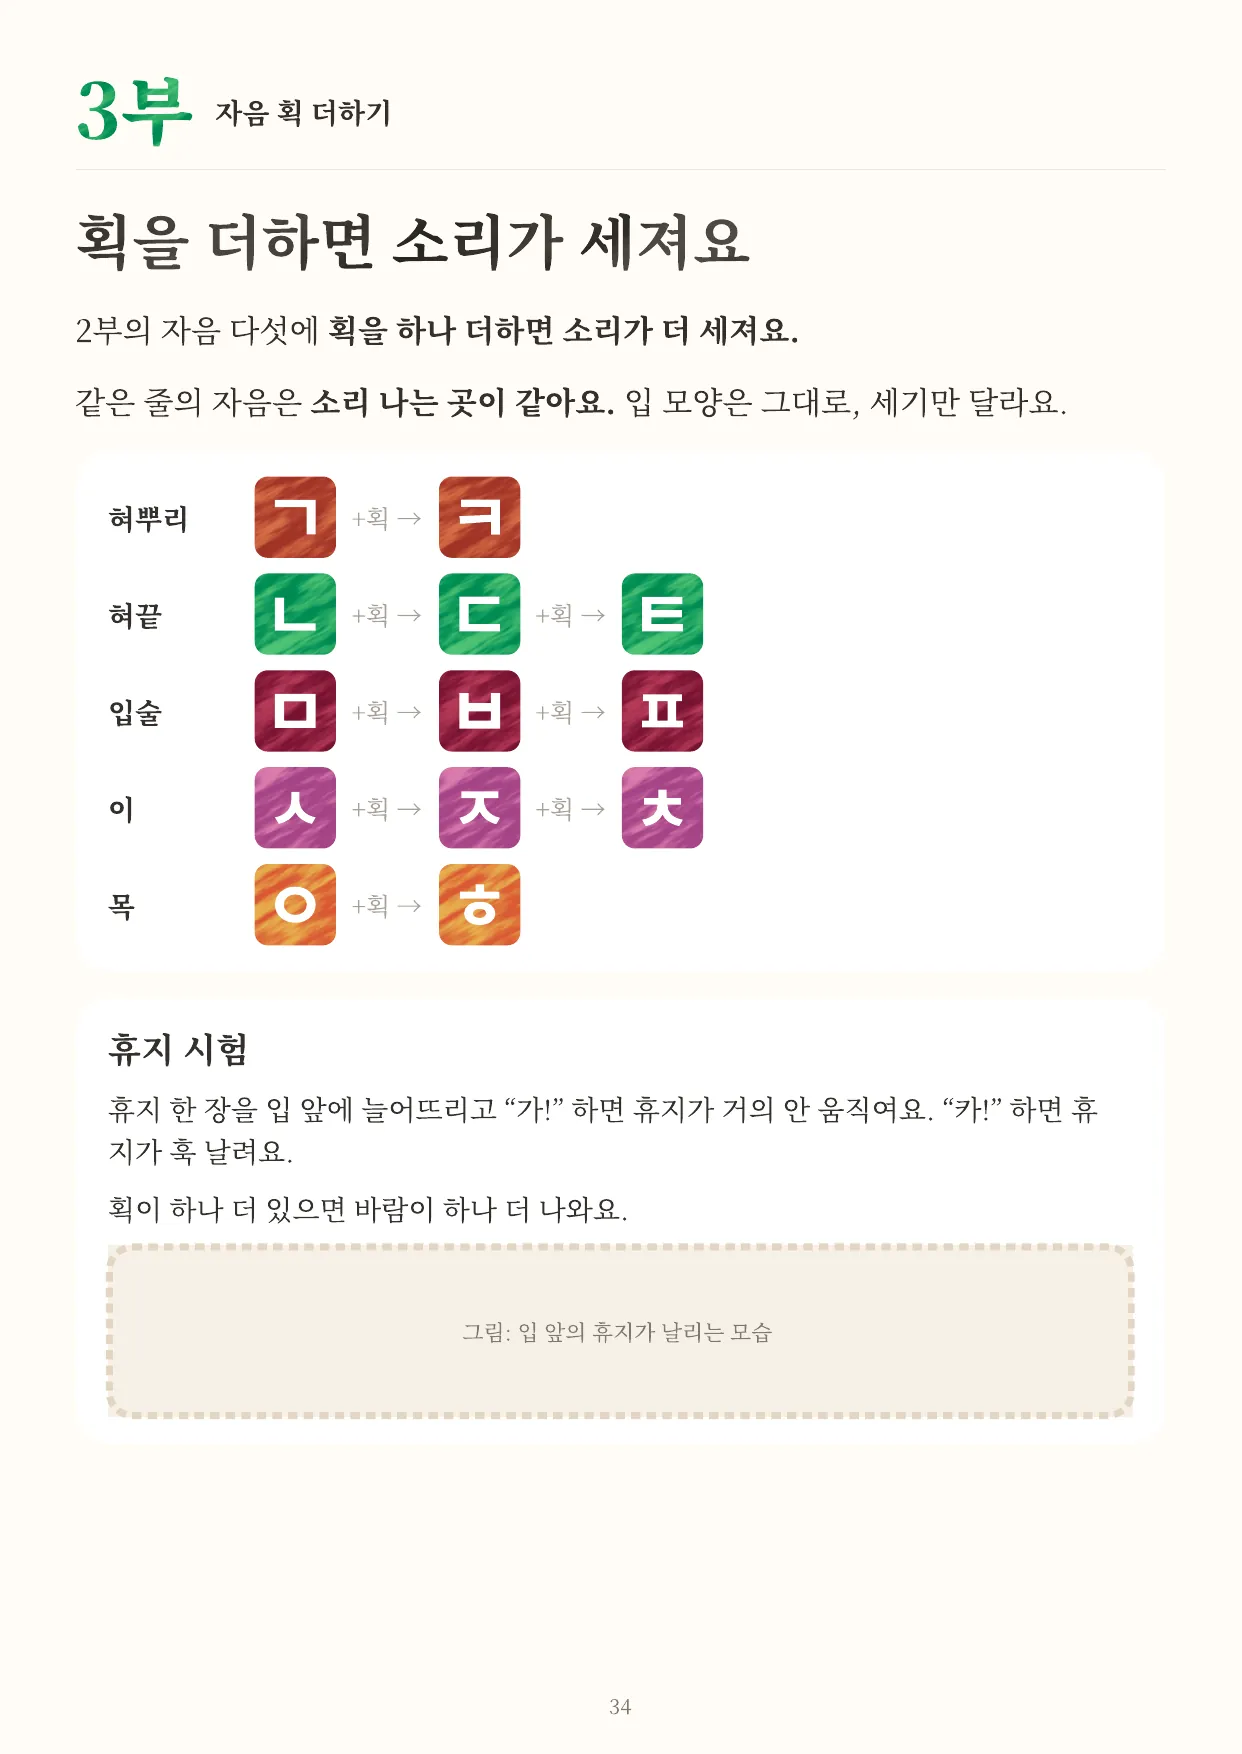 3부 자음 획 더하기
획을 더하면 소리가 세져요
2부의 자음 다섯에 획을 하나 더하면 소리가 더 세져요.
같은 줄의 자음은 소리 나는 곳이 같아요. 입 모양은 그대로, 세기만 달라요.
혀뿌리 ㄱ +획 → ㅋ
혀끝 ㄴ +획 → ㄷ +획 → ㅌ
입술 ㅁ +획 → ㅂ +획 → ㅍ
이 ㅅ +획 → ㅈ +획 → ㅊ
목 ㅇ +획 → ㅎ
휴지 시험
휴지 한 장을 입 앞에 늘어뜨리고 “가!” 하면 휴지가 거의 안 움직여요. “카!” 하면 휴
지가 훅 날려요.
획이 하나 더 있으면 바람이 하나 더 나와요.
그림: 입 앞의 휴지가 날리는 모습
34